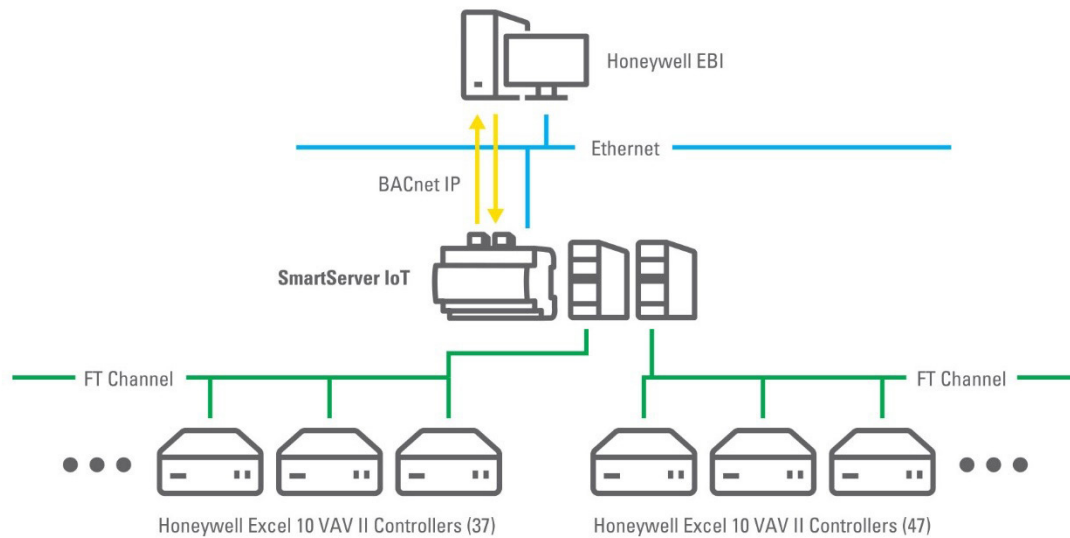 Honeywell EBI
Ethernet
BACnet IP
SmartServer IoT
FT Channel
FT Channel
Honeywell Excel 10 VAV II Controllers (37)
Honeywell Excel 10 VAV II Controllers (47)